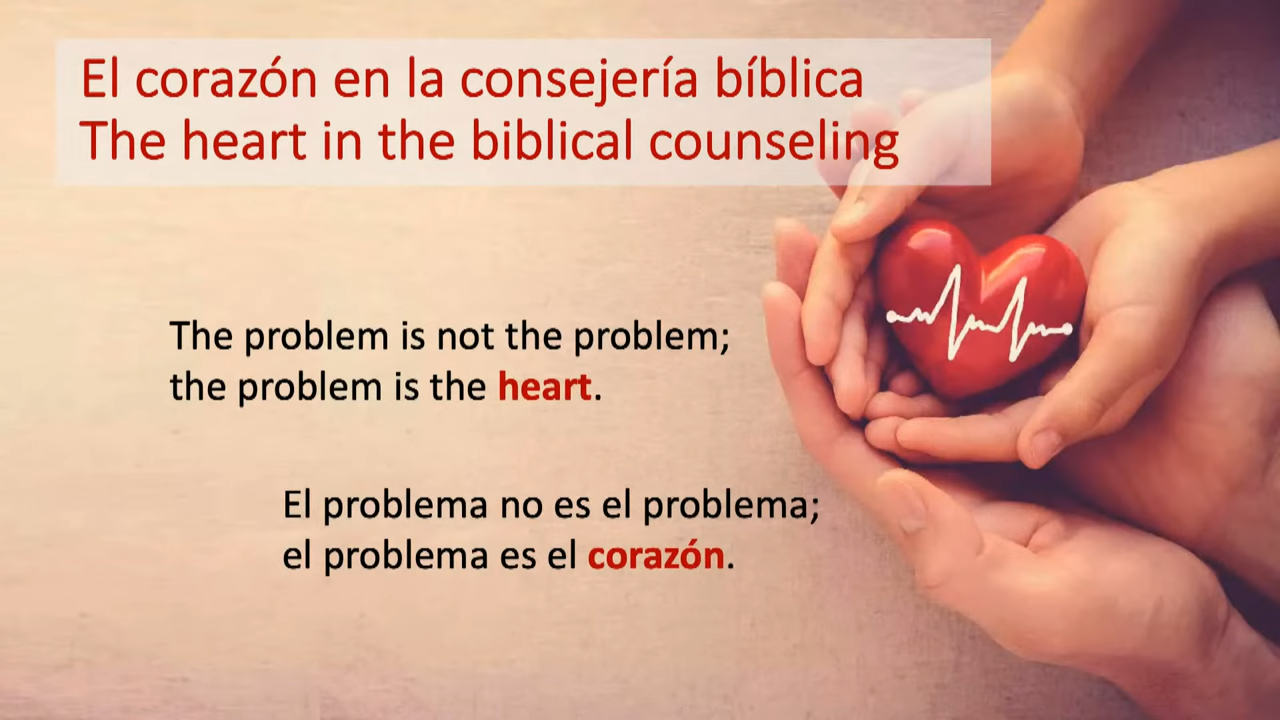 El corazón en la consejería bíblica
The heart in the biblical counseling
The problem is not the problem;
the problem is the heart.
El problema no es el problema;
el problema es el corazón.